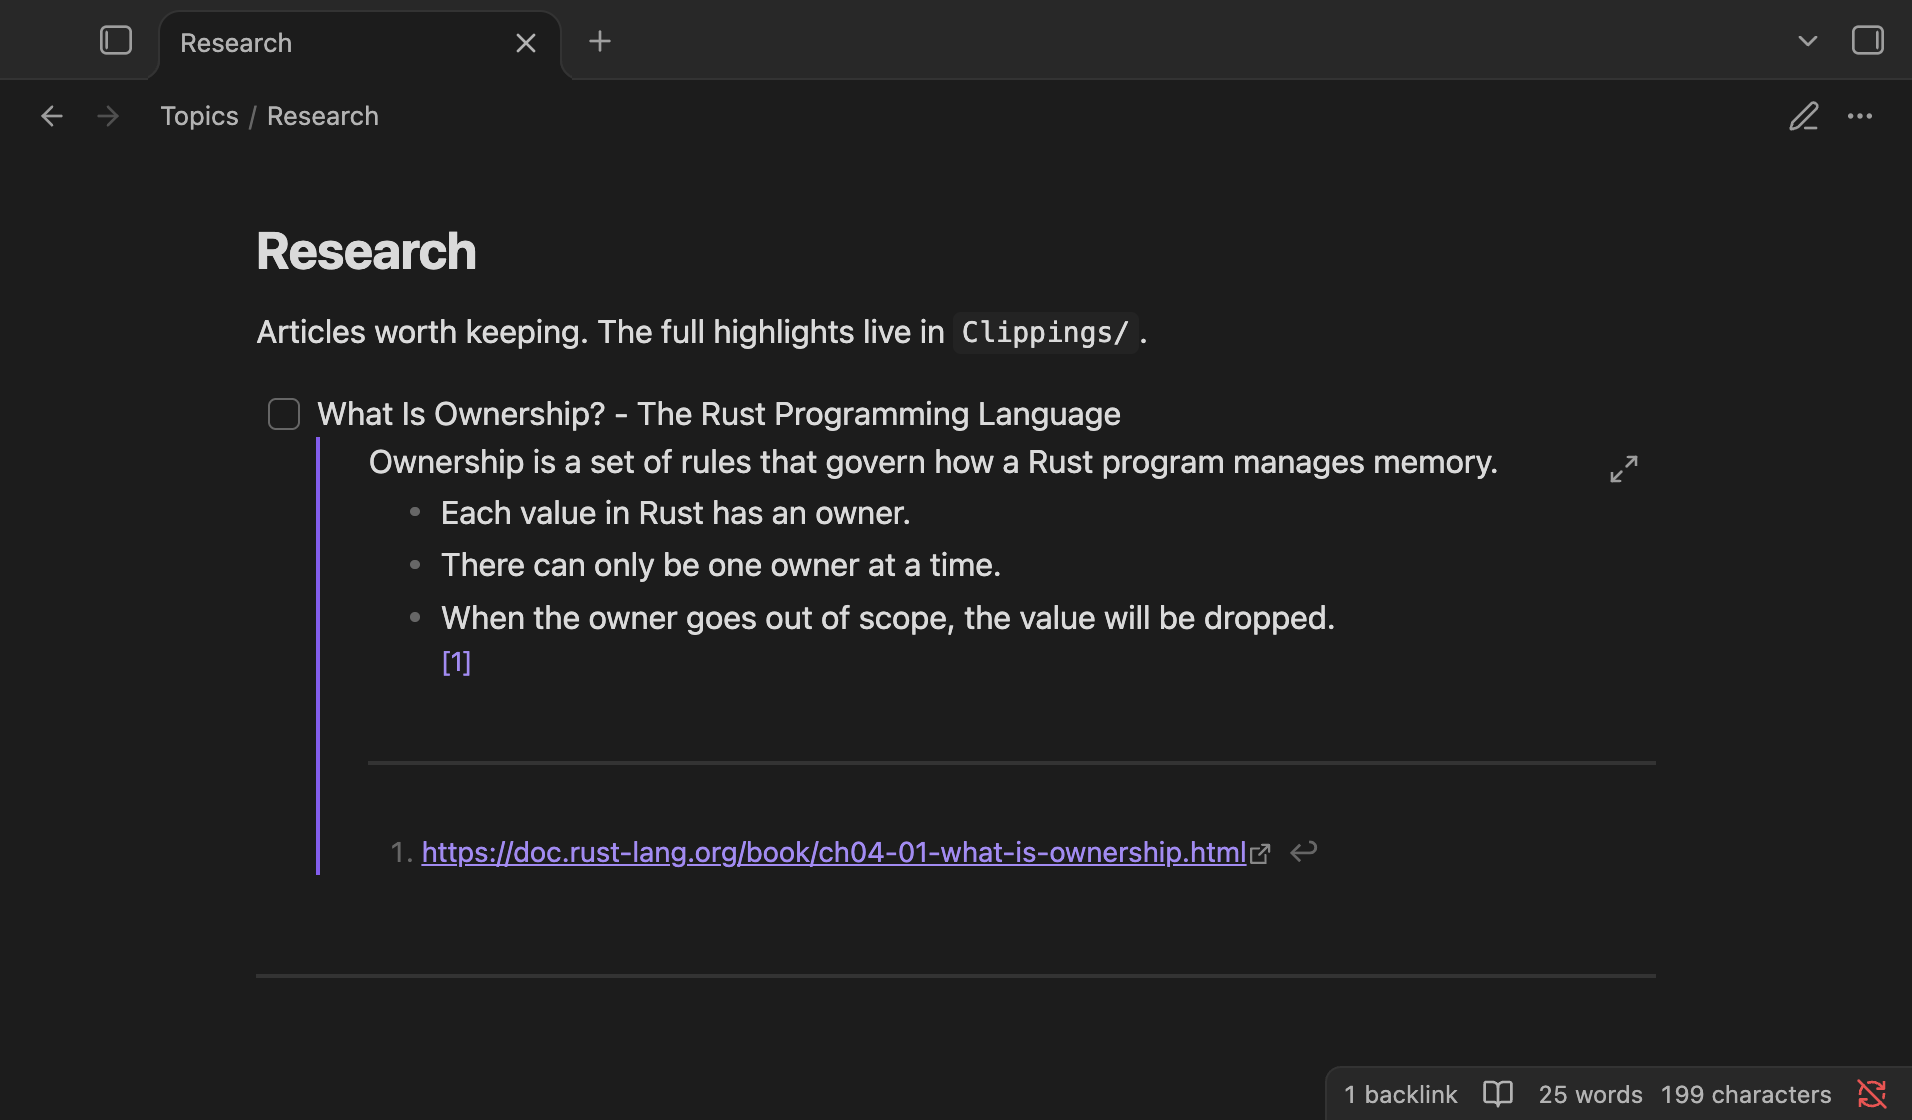 Research
Topics / Research
Research
Articles worth keeping. The full highlights live in Clippings/.
What Is Ownership? - The Rust Programming Language
Ownership is a set of rules that govern how a Rust program manages memory.
• Each value in Rust has an owner.
• There can only be one owner at a time.
• When the owner goes out of scope, the value will be dropped.
[1]
1. https://doc.rust-lang.org/book/ch04-01-what-is-ownership.html
1 backlink 25 words 199 characters